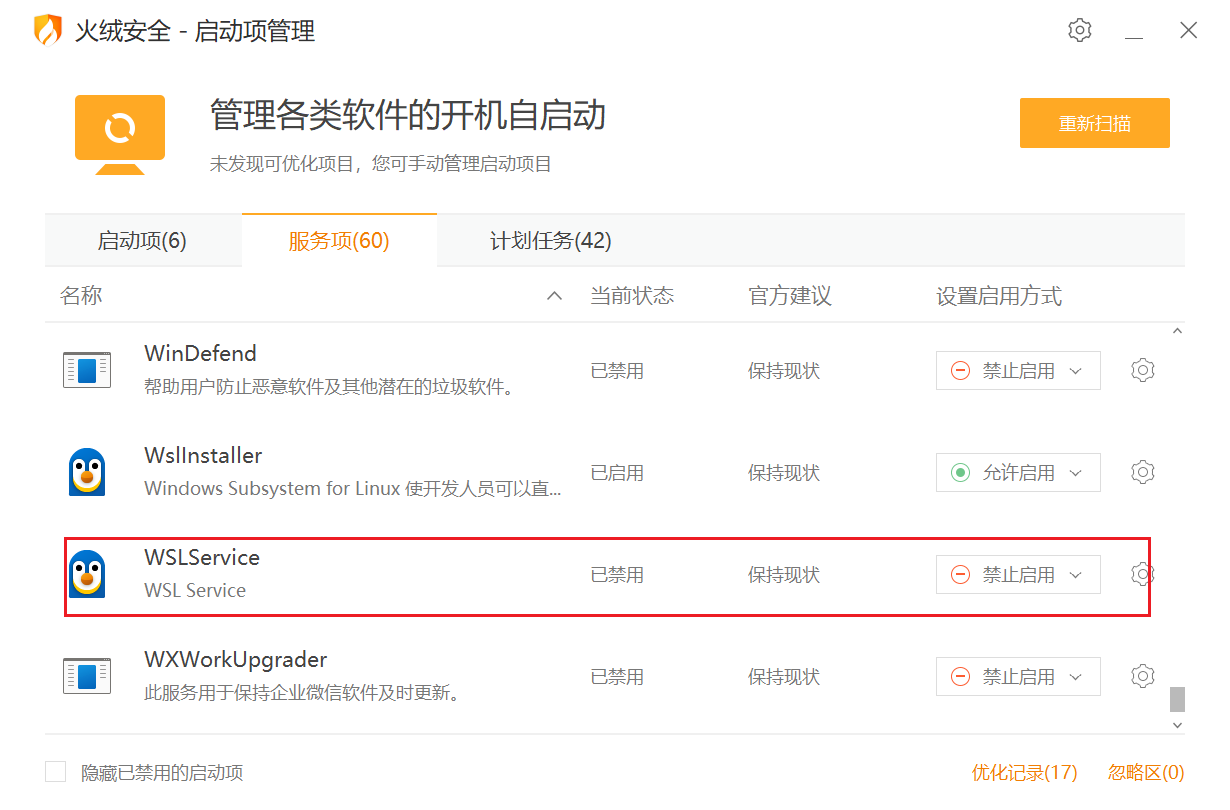 火绒安全 - 启动项管理
管理各类软件的开机自启动
未发现可优化项目，您可手动管理启动项目
重新扫描
启动项(6) 服务项(60) 计划任务(42)
名称 当前状态 官方建议 设置启用方式
WinDefend
帮助用户防止恶意软件及其他潜在的垃圾软件。
已禁用 保持现状 禁止启用
WslInstaller
Windows Subsystem for Linux 使开发人员可以直...
已启用 保持现状 允许启用
WSLService
WSL Service
已禁用 保持现状 禁止启用
WXWorkUpgrader
此服务用于保持企业微信软件及时更新。
已禁用 保持现状 禁止启用
隐藏已禁用的启动项 优化记录(17) 忽略区(0)